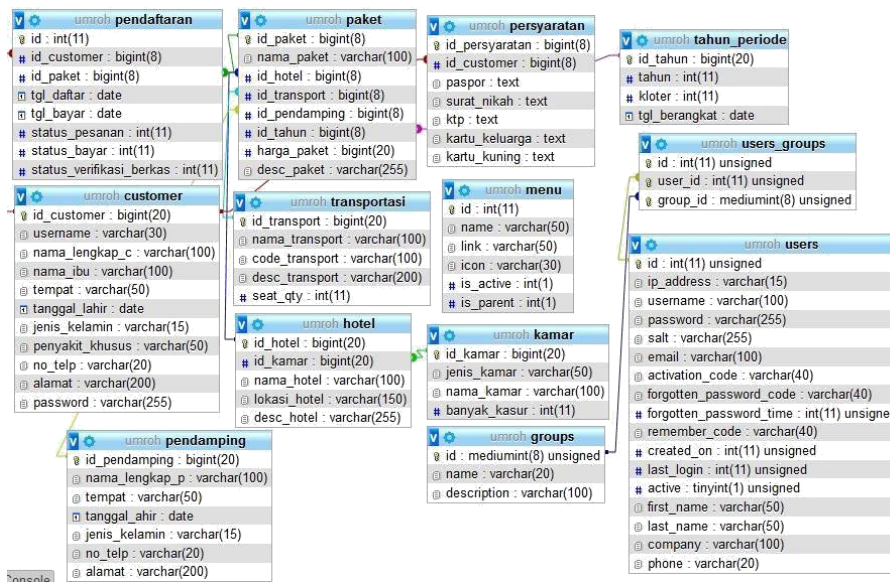 umroh pendaftaran
id : int(11)
id_customer : bigint(8)
id_paket : bigint(8)
tgl_daftar : date
tgl_bayar : date
status_pesanan : int(11)
status_bayar : int(11)
status_verifikasi_berkas : int(11)
umroh paket
id_paket : bigint(8)
nama_paket : varchar(100)
id_hotel : bigint(8)
id_transport : bigint(8)
id_pendamping : bigint(8)
id_tahun : bigint(8)
harga_paket : bigint(20)
desc_paket : varchar(255)
umroh persyaratan
id_persyaratan : bigint(8)
id_customer : bigint(8)
paspor : text
surat_nikah : text
ktp : text
kartu_keluarga : text
kartu_kuning : text
umroh tahun_periode
id_tahun : bigint(20)
tahun : int(11)
kloter : int(11)
tgl_berangkat : date
umroh users_groups
id : int(11) unsigned
user_id : int(11) unsigned
group_id : mediumint(8) unsigned
umroh customer
id_customer : bigint(20)
username : varchar(30)
nama_lengkap_c : varchar(100)
nama_ibu : varchar(100)
tempat : varchar(50)
tanggal_lahir : date
jenis_kelamin : varchar(15)
penyakit_khusus : varchar(50)
no_telp : varchar(20)
alamat : varchar(200)
password : varchar(255)
umroh transportasi
id_transport : bigint(20)
nama_transport : varchar(100)
code_transport : varchar(100)
desc_transport : varchar(200)
seat_qty : int(11)
umroh menu
id : int(11)
name : varchar(50)
link : varchar(50)
icon : varchar(30)
is_active : int(1)
is_parent : int(1)
umroh users
id : int(11) unsigned
ip_address : varchar(15)
username : varchar(100)
password : varchar(255)
salt : varchar(255)
email : varchar(100)
activation_code : varchar(40)
forgotten_password_code : varchar(40)
forgotten_password_time : int(11) unsigne
remember_code : varchar(40)
created_on : int(11) unsigned
last_login : int(11) unsigned
active : tinyint(1) unsigned
first_name : varchar(50)
last_name : varchar(50)
company : varchar(100)
phone : varchar(20)
umroh hotel
id_hotel : bigint(20)
id_kamar : bigint(20)
nama_hotel : varchar(100)
lokasi_hotel : varchar(150)
desc_hotel : varchar(255)
umroh kamar
id_kamar : bigint(20)
jenis_kamar : varchar(50)
nama_kamar : varchar(100)
banyak_kasur : int(11)
umroh groups
id : mediumint(8) unsigned
name : varchar(20)
description : varchar(100)
umroh pendamping
id_pendamping : bigint(20)
nama_lengkap_p : varchar(100)
tempat : varchar(50)
tanggal_ahir : date
jenis_kelamin : varchar(15)
no_telp : varchar(20)
alamat : varchar(200)
Console